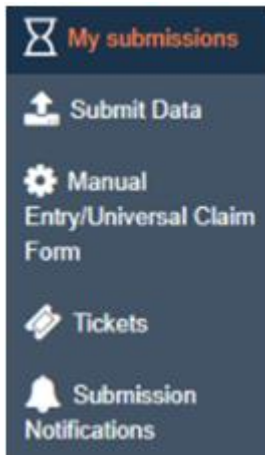 My submissions
Submit Data
Manual
Entry/Universal Claim
Form
Tickets
Submission
Notifications